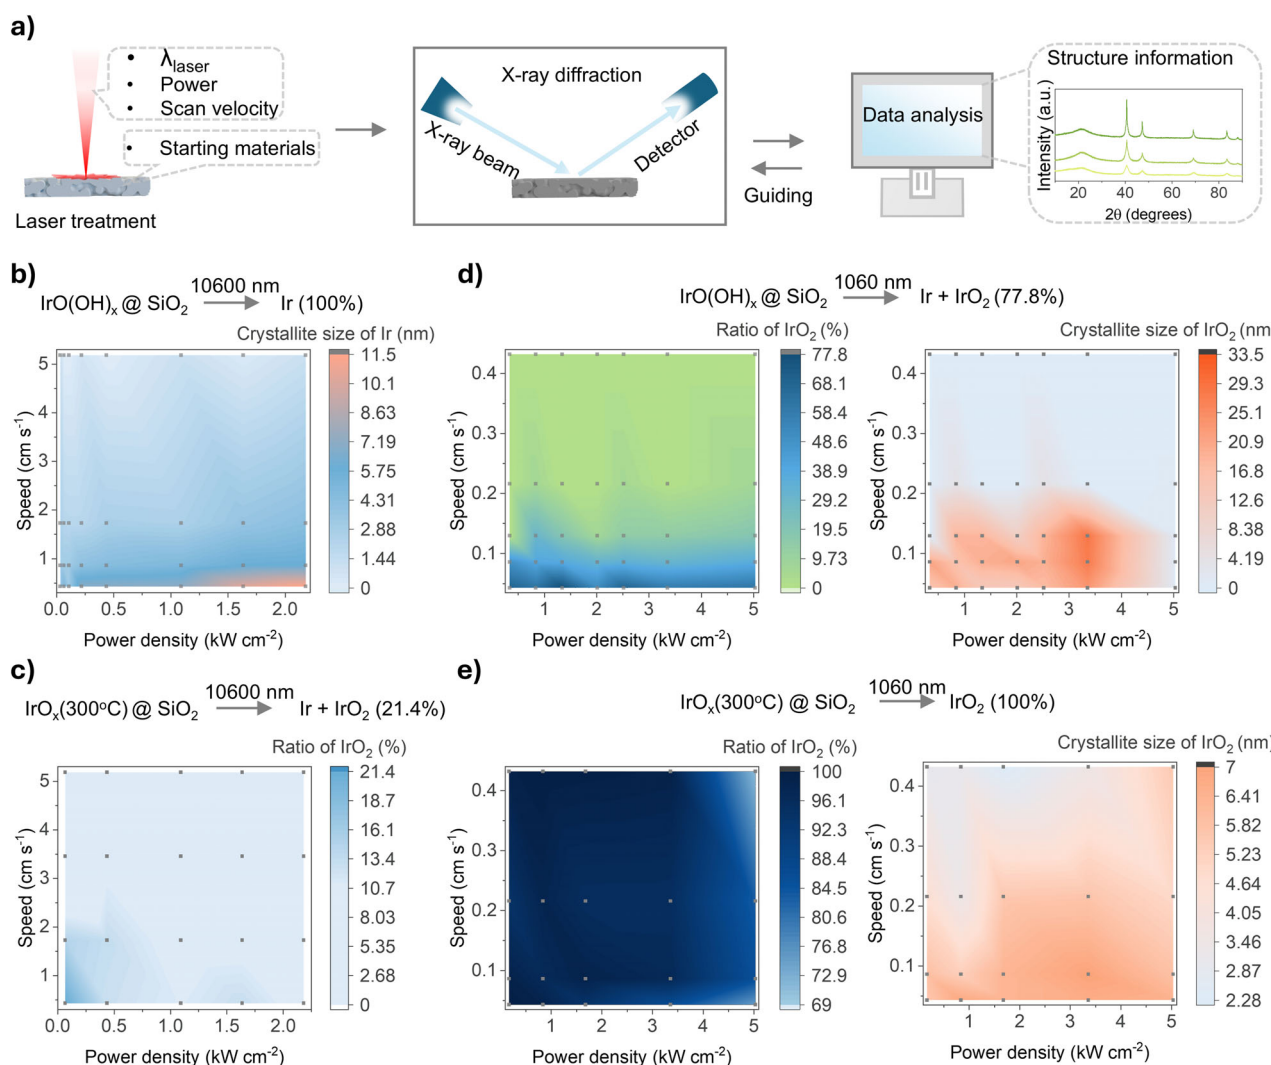 a)
• λlaser
• Power
• Scan velocity
• Starting materials
Laser treatment
X-ray diffraction
X-ray beam
Detector
Guiding
Data analysis
Structure information
Intensity (a.u.)
20 40 60 80
2θ (degrees)
b)
IrO(OH)x @ SiO2 10600 nm Ir (100%)
Crystallite size of Ir (nm)
Speed (cm s-1)
5
4
3
2
1
0.0 0.5 1.0 1.5 2.0
Power density (kW cm-2)
11.5
10.1
8.63
7.19
5.75
4.31
2.88
1.44
0
d)
IrO(OH)x @ SiO2 1060 nm Ir + IrO2 (77.8%)
Ratio of IrO2 (%)
Speed (cm s-1)
0.4
0.3
0.2
0.1
1 2 3 4 5
Power density (kW cm-2)
77.8
68.1
58.4
48.9
39.2
29.2
19.5
9.73
0
Crystallite size of IrO2 (nm
Speed (cm s-1)
0.4
0.3
0.2
0.1
1 2 3 4 5
Power density (kW cm-2)
33.5
29.3
25.1
20.9
16.8
12.6
8.38
4.19
0
c)
IrOx(300oC) @ SiO2 10600 nm Ir + IrO2 (21.4%)
Ratio of IrO2 (%)
Speed (cm s-1)
5
4
3
2
1
0.0 0.5 1.0 1.5 2.0
Power density (kW cm-2)
21.4
18.7
16.1
13.4
10.7
8.03
5.35
2.68
0
e)
IrOx(300oC) @ SiO2 1060 nm IrO2 (100%)
Ratio of IrO2 (%)
Speed (cm s-1)
0.4
0.3
0.2
0.1
1 2 3 4 5
Power density (kW cm-2)
100
96.1
92.3
88.4
84.5
80.6
76.8
72.9
69
Crystallite size of IrO2 (nm)
Speed (cm s-1)
0.4
0.3
0.2
0.1
1 2 3 4 5
Power density (kW cm-2)
7
6.41
5.82
5.23
4.64
4.05
3.46
2.87
2.28